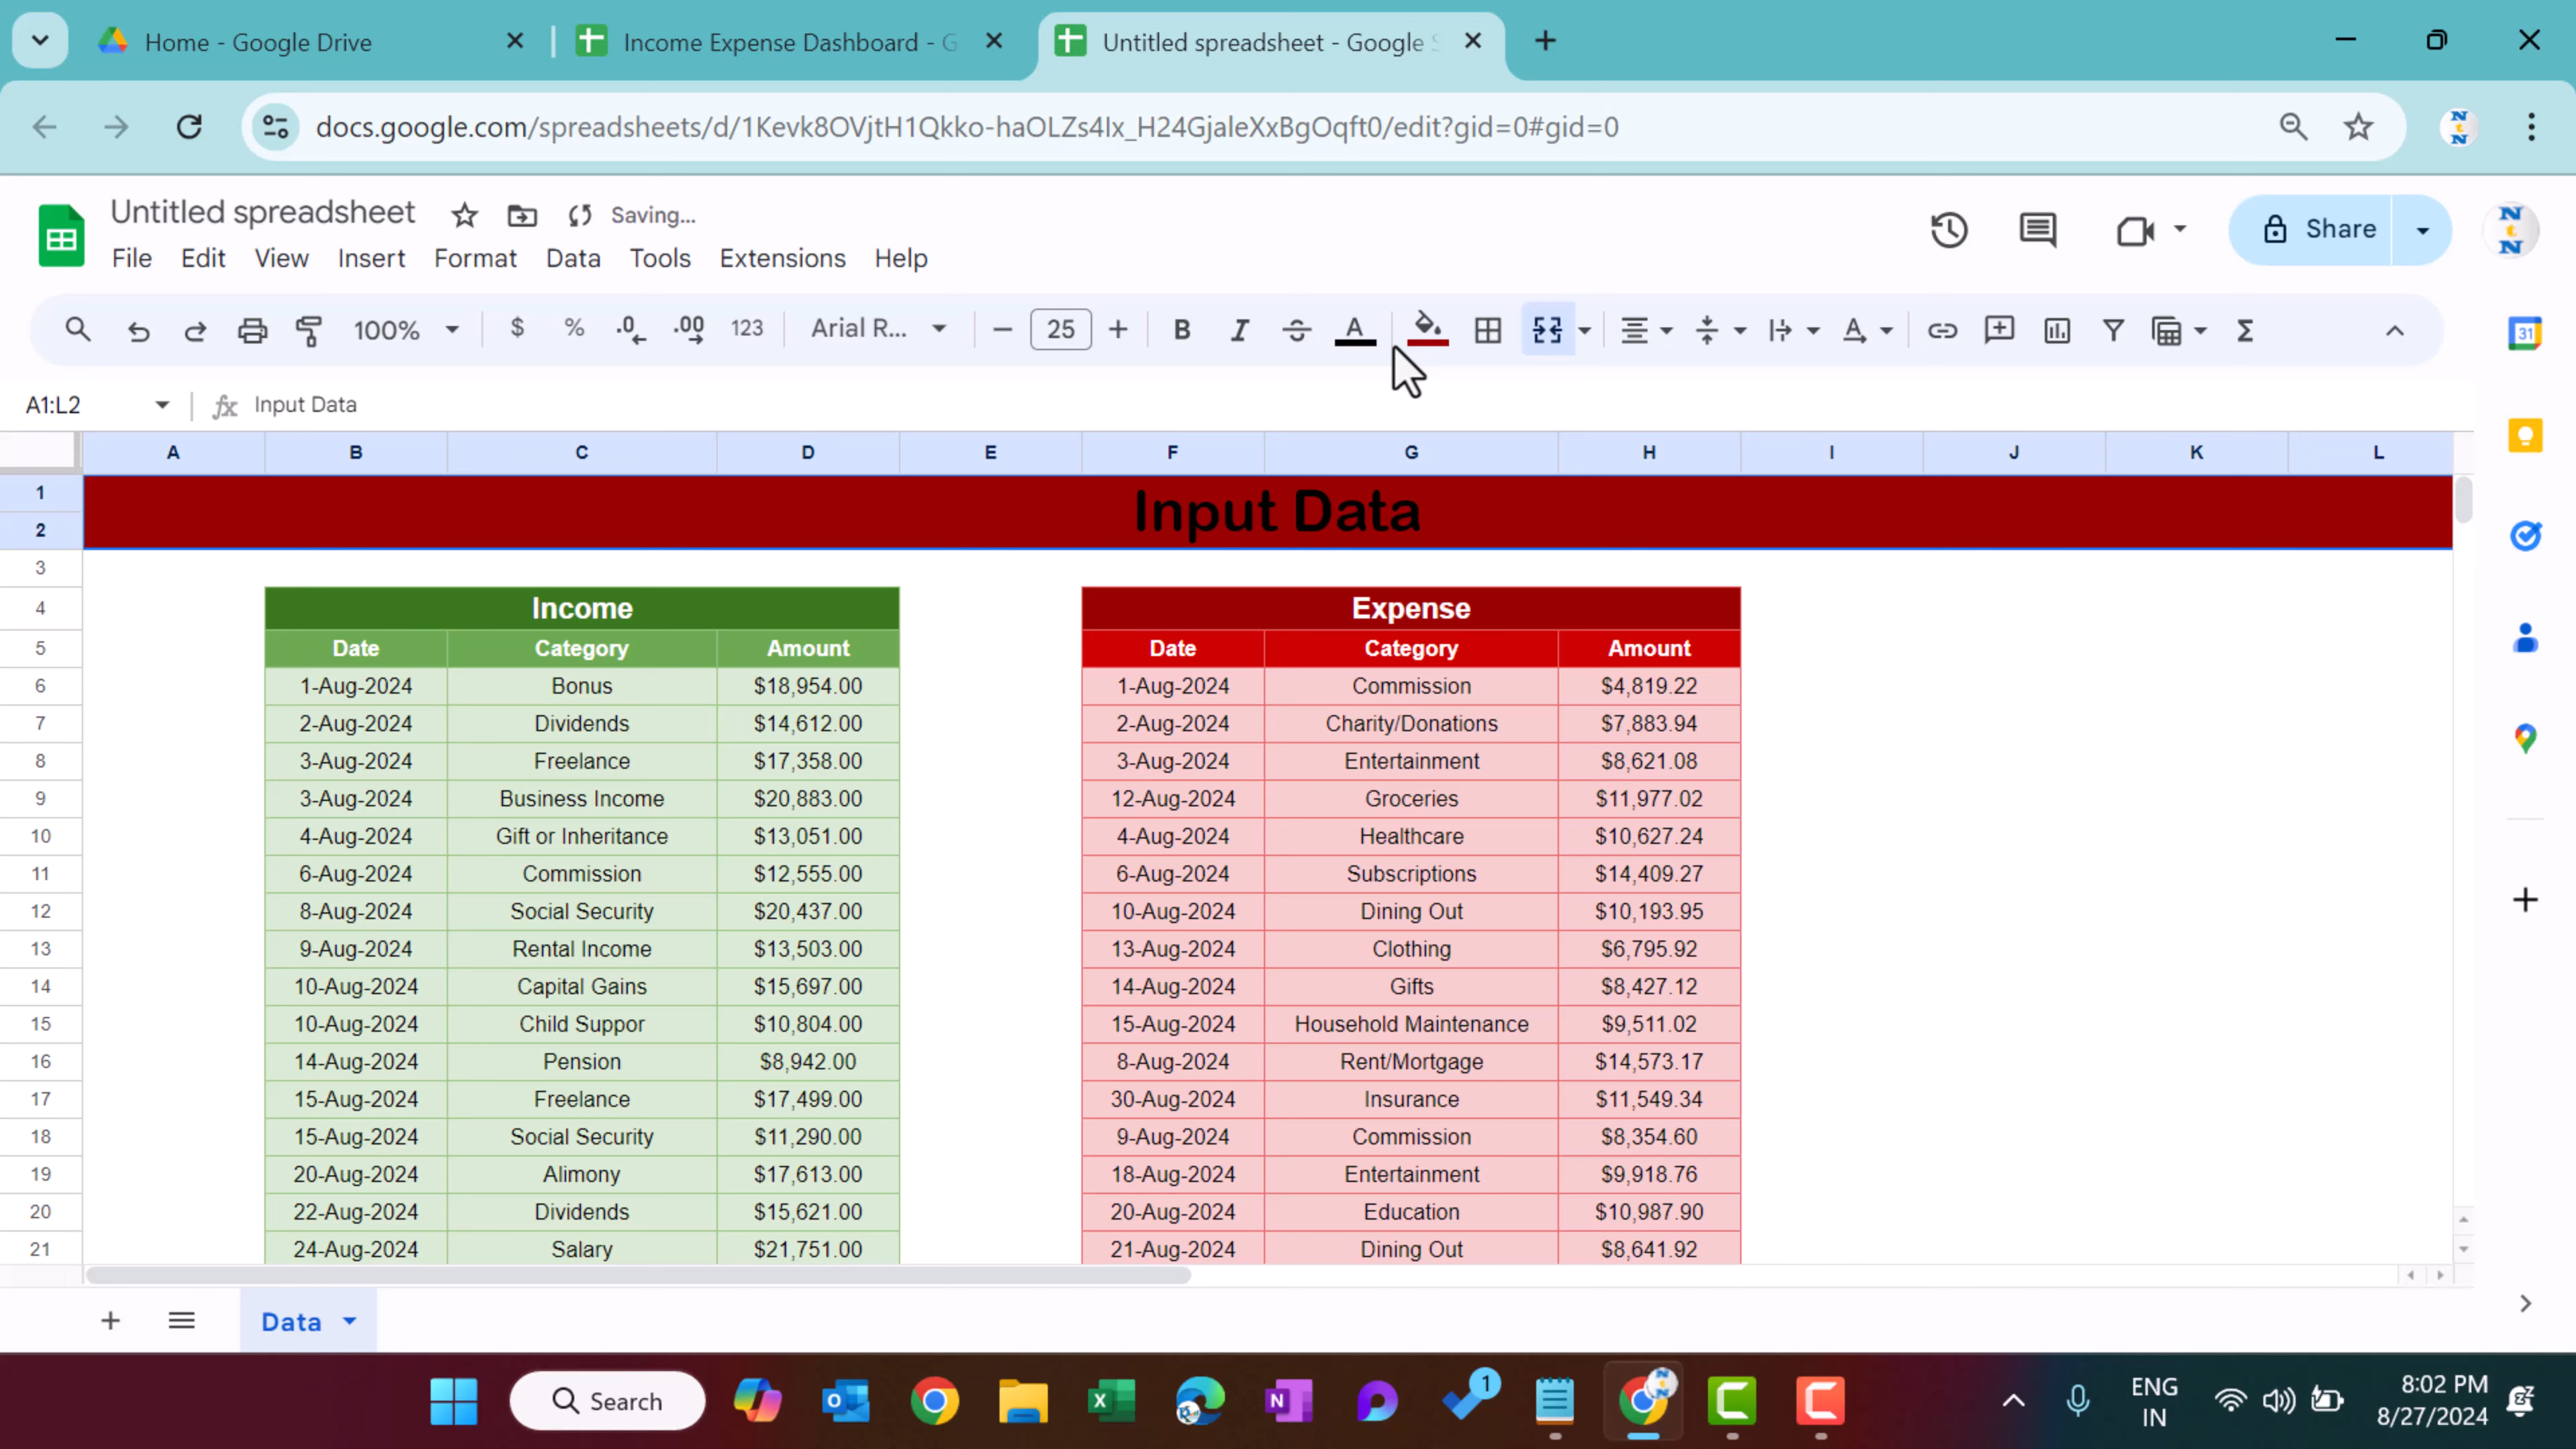 Home - Google Drive
Income Expense Dashboard - G
Untitled spreadsheet - Google S
docs.google.com/spreadsheets/d/1Kevk8OVjtH1Qkko-haOLZs4Ix_H24GjaleXxBgOqft0/edit?gid=0#gid=0
Untitled spreadsheet Saving...
File Edit View Insert Format Data Tools Extensions Help
Share
100% $ % .0 .00 123 Arial R... 25 B I A
A1:L2 fx Input Data
A B C D E F G H I J K L
1 Input Data
2
3
4 Income Expense
5 Date Category Amount Date Category Amount
6 1-Aug-2024 Bonus $18,954.00 1-Aug-2024 Commission $4,819.22
7 2-Aug-2024 Dividends $14,612.00 2-Aug-2024 Charity/Donations $7,883.94
8 3-Aug-2024 Freelance $17,358.00 3-Aug-2024 Entertainment $8,621.08
9 3-Aug-2024 Business Income $20,883.00 12-Aug-2024 Groceries $11,977.02
10 4-Aug-2024 Gift or Inheritance $13,051.00 4-Aug-2024 Healthcare $10,627.24
11 6-Aug-2024 Commission $12,555.00 6-Aug-2024 Subscriptions $14,409.27
12 8-Aug-2024 Social Security $20,437.00 10-Aug-2024 Dining Out $10,193.95
13 9-Aug-2024 Rental Income $13,503.00 13-Aug-2024 Clothing $6,795.92
14 10-Aug-2024 Capital Gains $15,697.00 14-Aug-2024 Gifts $8,427.12
15 10-Aug-2024 Child Suppor $10,804.00 15-Aug-2024 Household Maintenance $9,511.02
16 14-Aug-2024 Pension $8,942.00 8-Aug-2024 Rent/Mortgage $14,573.17
17 15-Aug-2024 Freelance $17,499.00 30-Aug-2024 Insurance $11,549.34
18 15-Aug-2024 Social Security $11,290.00 9-Aug-2024 Commission $8,354.60
19 20-Aug-2024 Alimony $17,613.00 18-Aug-2024 Entertainment $9,918.76
20 22-Aug-2024 Dividends $15,621.00 20-Aug-2024 Education $10,987.90
21 24-Aug-2024 Salary $21,751.00 21-Aug-2024 Dining Out $8,641.92
Data
Search
1
ENG
IN
8:02 PM
8/27/2024